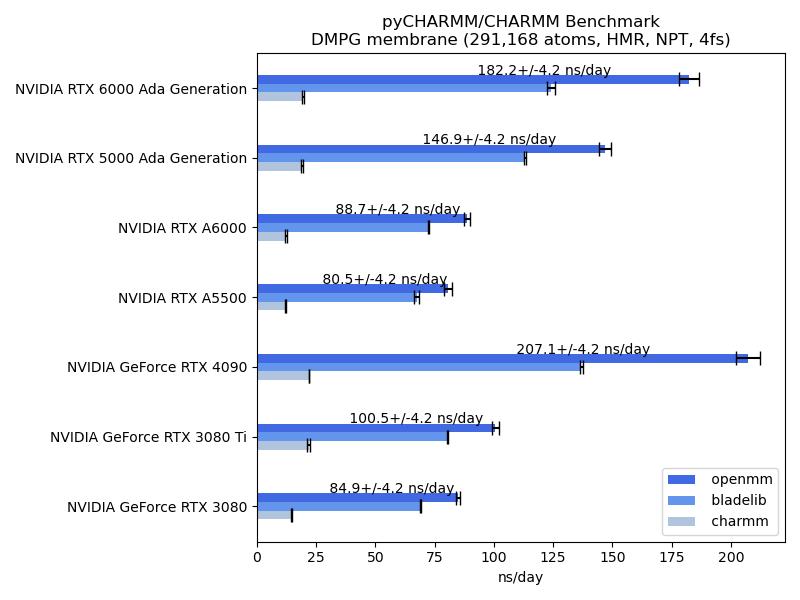 pyCHARMM/CHARMM Benchmark
DMPG membrane (291,168 atoms, HMR, NPT, 4fs)
NVIDIA RTX 6000 Ada Generation
182.2+/-4.2 ns/day
NVIDIA RTX 5000 Ada Generation
146.9+/-4.2 ns/day
NVIDIA RTX A6000
88.7+/-4.2 ns/day
NVIDIA RTX A5500
80.5+/-4.2 ns/day
NVIDIA GeForce RTX 4090
207.1+/-4.2 ns/day
NVIDIA GeForce RTX 3080 Ti
100.5+/-4.2 ns/day
NVIDIA GeForce RTX 3080
84.9+/-4.2 ns/day
openmm
bladelib
charmm
0 25 50 75 100 125 150 175 200
ns/day